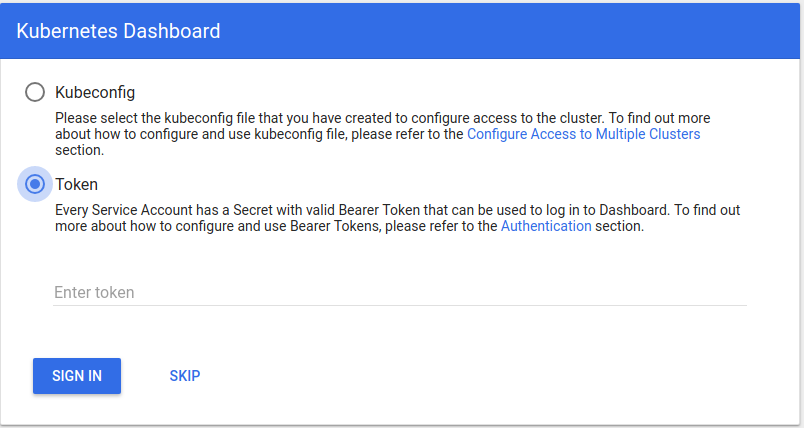 Kubernetes Dashboard
Kubeconfig
Please select the kubeconfig file that you have created to configure access to the cluster. To find out more
about how to configure and use kubeconfig file, please refer to the Configure Access to Multiple Clusters
section.
Token
Every Service Account has a Secret with valid Bearer Token that can be used to log in to Dashboard. To find out
more about how to configure and use Bearer Tokens, please refer to the Authentication section.
Enter token
SIGN IN SKIP